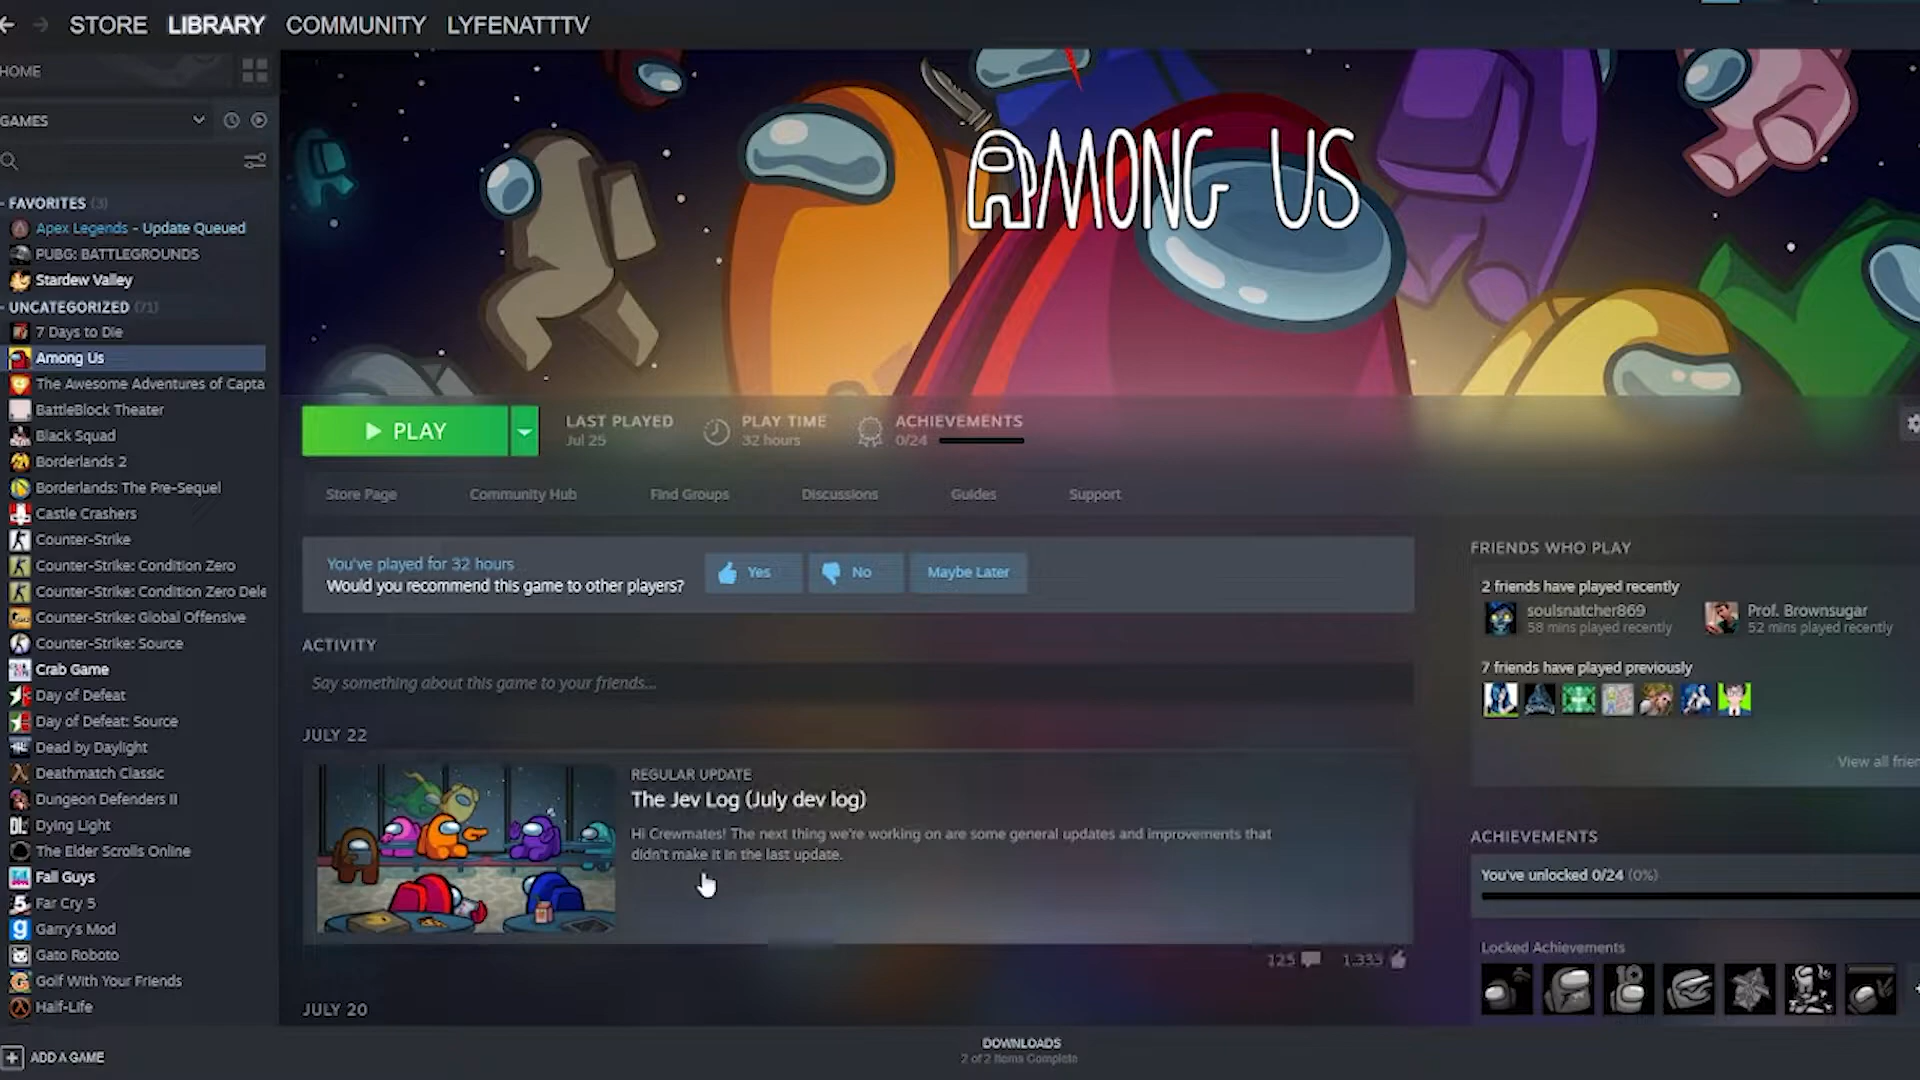 STORE LIBRARY COMMUNITY LYFENATTTV
HOME
GAMES
- FAVORITES (3)
Apex Legends - Update Queued
PUBG: BATTLEGROUNDS
Stardew Valley
- UNCATEGORIZED (71)
7 Days to Die
Among Us
The Awesome Adventures of Capta
BattleBlock Theater
Black Squad
Borderlands 2
Borderlands: The Pre-Sequel
Castle Crashers
Counter-Strike
Counter-Strike: Condition Zero
Counter-Strike: Condition Zero Dele
Counter-Strike: Global Offensive
Counter-Strike: Source
Crab Game
Day of Defeat
Day of Defeat: Source
Dead by Daylight
Deathmatch Classic
Dungeon Defenders II
Dying Light
The Elder Scrolls Online
Fall Guys
Far Cry 5
Garry's Mod
Gato Roboto
Golf With Your Friends
Half-Life
ADD A GAME
AMONG US
PLAY
LAST PLAYED
Jul 25
PLAY TIME
32 hours
ACHIEVEMENTS
0/24
Store Page Community Hub Find Groups Discussions Guides Support
You've played for 32 hours
Would you recommend this game to other players?
Yes No Maybe Later
ACTIVITY
Say something about this game to your friends...
JULY 22
REGULAR UPDATE
The Jev Log (July dev log)
Hi Crewmates! The next thing we're working on are some general updates and improvements that
didn't make it in the last update.
125 1,333
JULY 20
FRIENDS WHO PLAY
2 friends have played recently
soulsnatcher869
58 mins played recently
Prof. Brownsugar
52 mins played recently
7 friends have played previously
View all frien
ACHIEVEMENTS
You've unlocked 0/24 (0%)
Locked Achievements
DOWNLOADS
2 of 2 Items Complete